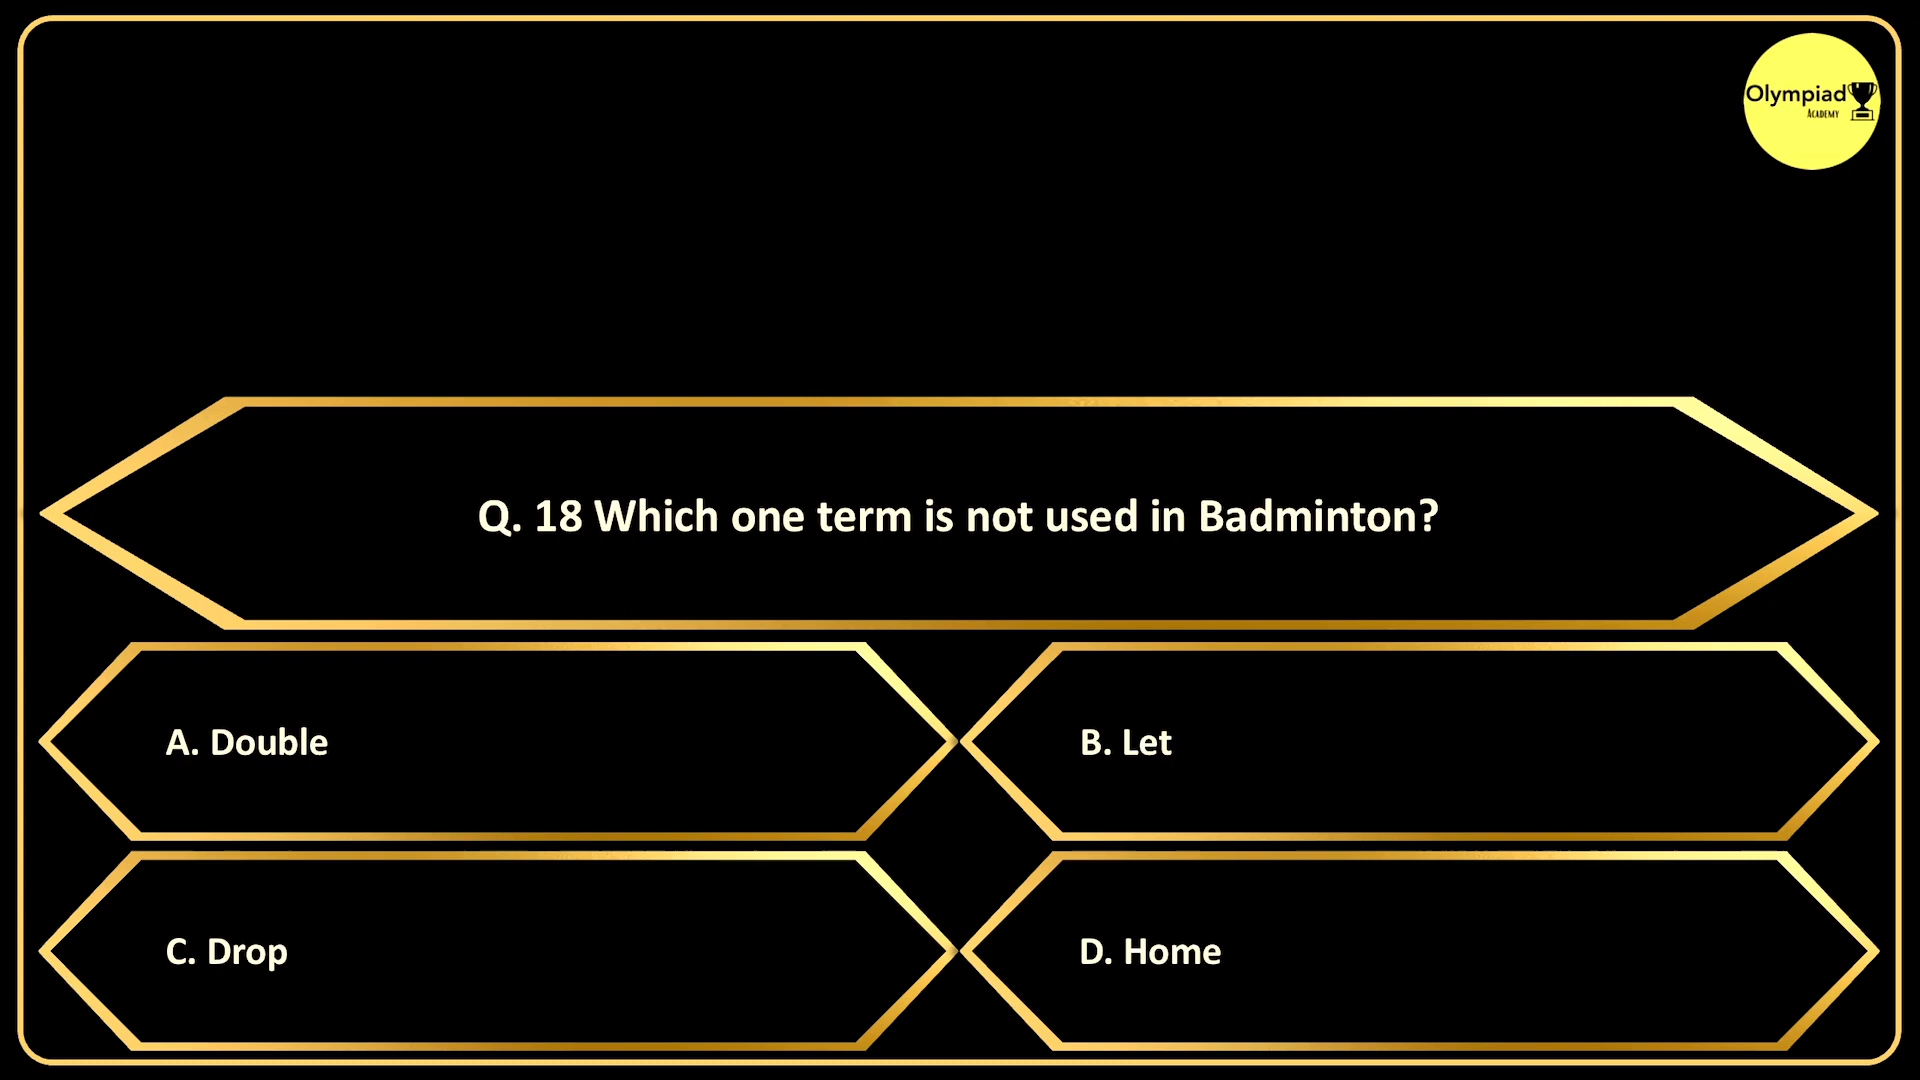 Olympiad
Academy
Q. 18 Which one term is not used in Badminton?
A. Double
B. Let
C. Drop
D. Home